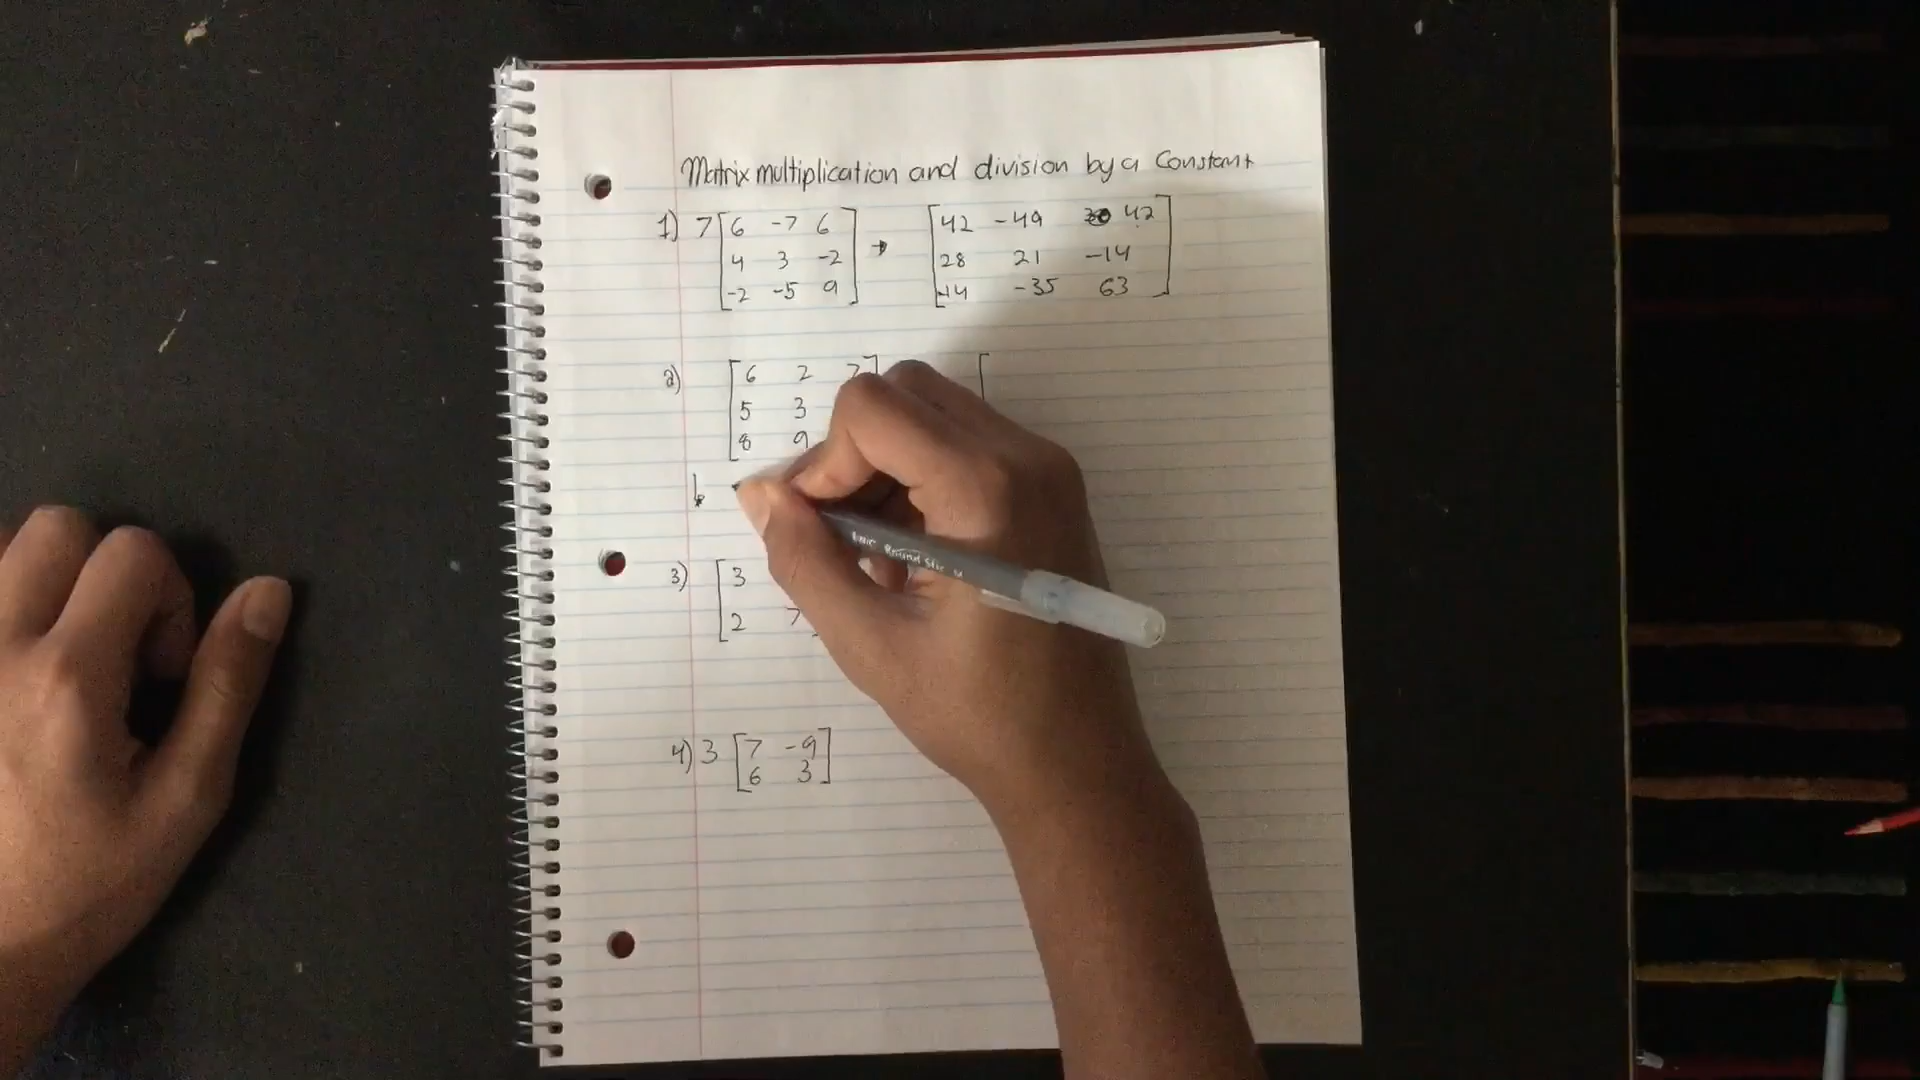 Matrix multiplication and division by a Constant
1) 7 [6 -7 6] → [42 -49 42]
[4 3 -2] [28 21 -14]
[-2 -5 9] [-14 -35 63]
2) [6 2 7] [
[5 3
[8 9
3) [3
[2 7
4) 3 [7 -9]
[6 3]
Round Stic M